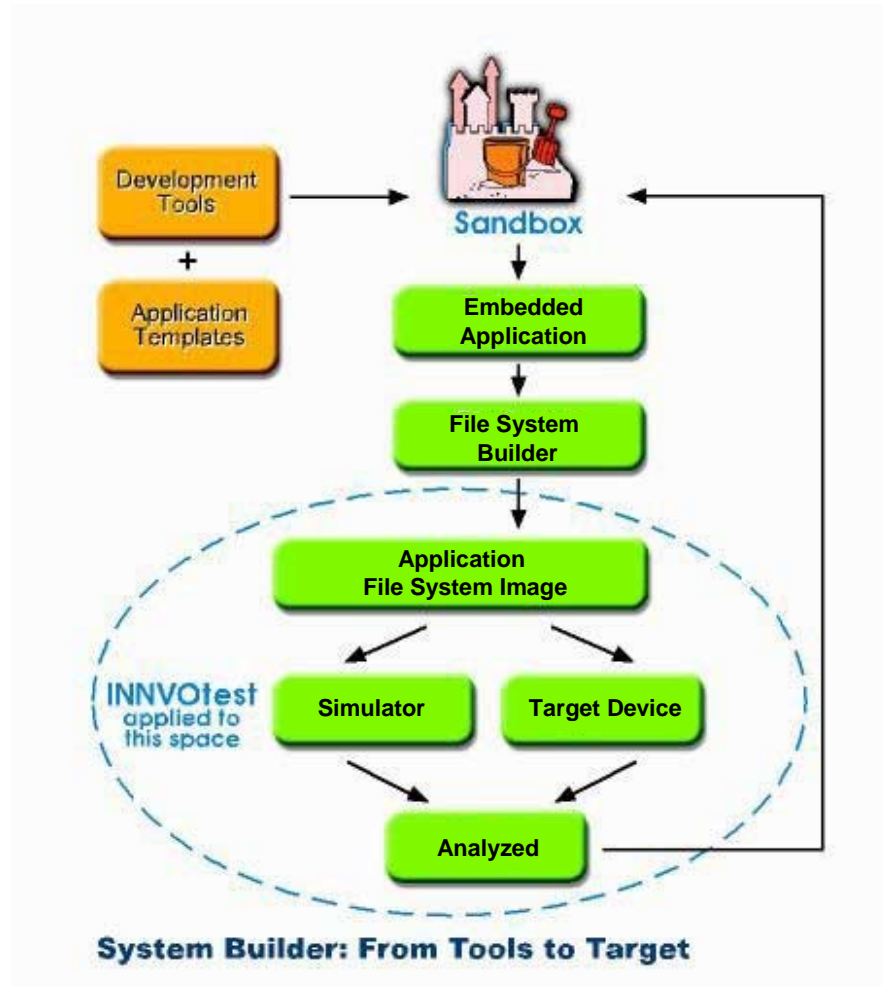 Development
Tools
+
Application
Templates
Sandbox
Embedded
Application
File System
Builder
Application
File System Image
INNVOtest
applied to
this space
Simulator
Target Device
Analyzed
System Builder: From Tools to Target